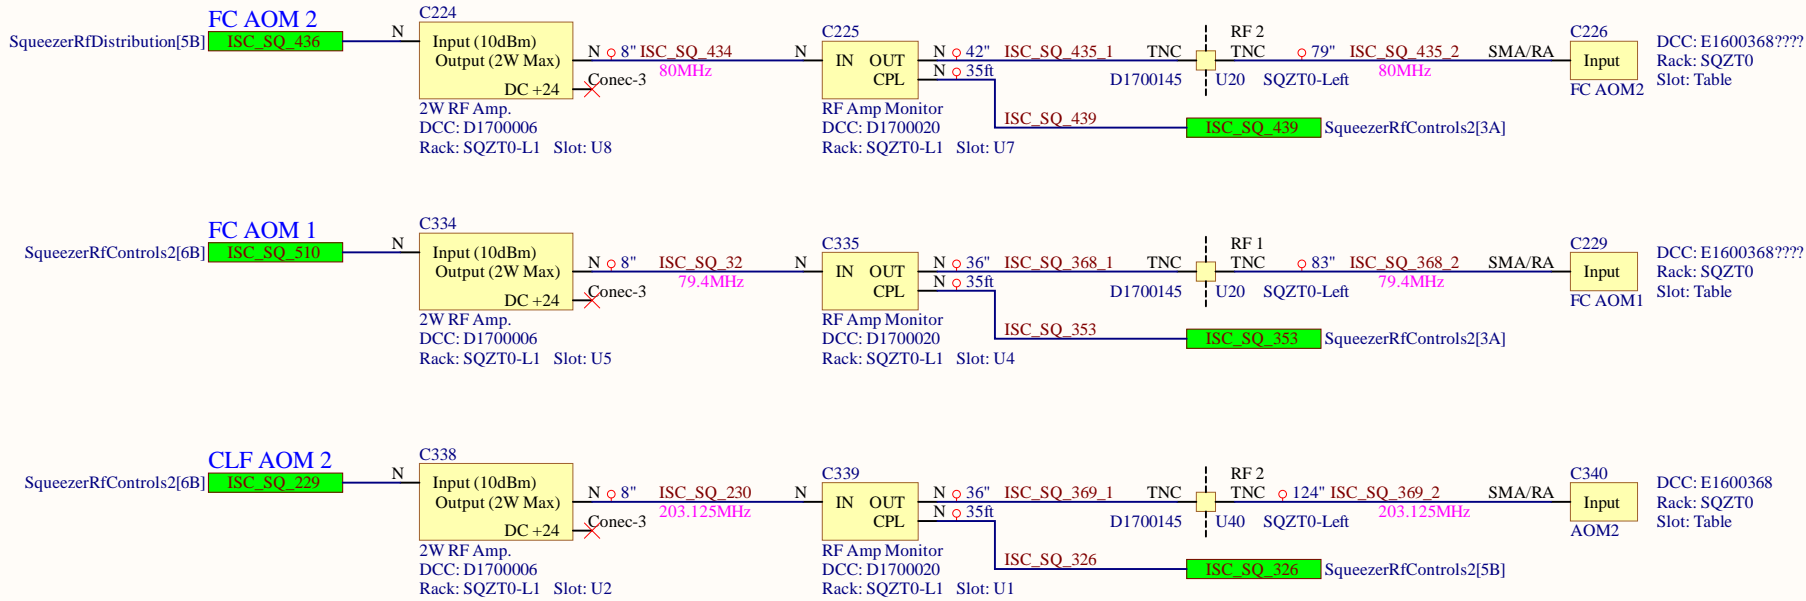 FC AOM 2
SqueezerRfDistribution[5B] ISC_SQ_436 N
C224
Input (10dBm)
Output (2W Max)
DC +24
N 8" ISC_SQ_434 N
80MHz
Conec-3
2W RF Amp.
DCC: D1700006
Rack: SQZT0-L1 Slot: U8
C225
IN OUT
CPL
RF Amp Monitor
DCC: D1700020
Rack: SQZT0-L1 Slot: U7
N 42" ISC_SQ_435_1 TNC
N 35ft
D1700145
ISC_SQ_439
ISC_SQ_439 SqueezerRfControls2[3A]
RF 2
TNC 79" ISC_SQ_435_2 SMA/RA
U20 SQZT0-Left 80MHz
C226
Input
FC AOM2
DCC: E1600368????
Rack: SQZT0
Slot: Table
FC AOM 1
SqueezerRfControls2[6B] ISC_SQ_510 N
C334
Input (10dBm)
Output (2W Max)
DC +24
N 8" ISC_SQ_32 N
79.4MHz
Conec-3
2W RF Amp.
DCC: D1700006
Rack: SQZT0-L1 Slot: U5
C335
IN OUT
CPL
RF Amp Monitor
DCC: D1700020
Rack: SQZT0-L1 Slot: U4
N 36" ISC_SQ_368_1 TNC
N 35ft
D1700145
ISC_SQ_353
ISC_SQ_353 SqueezerRfControls2[3A]
RF 1
TNC 83" ISC_SQ_368_2 SMA/RA
U20 SQZT0-Left 79.4MHz
C229
Input
FC AOM1
DCC: E1600368????
Rack: SQZT0
Slot: Table
CLF AOM 2
SqueezerRfControls2[6B] ISC_SQ_229 N
C338
Input (10dBm)
Output (2W Max)
DC +24
N 8" ISC_SQ_230 N
203.125MHz
Conec-3
2W RF Amp.
DCC: D1700006
Rack: SQZT0-L1 Slot: U2
C339
IN OUT
CPL
RF Amp Monitor
DCC: D1700020
Rack: SQZT0-L1 Slot: U1
N 36" ISC_SQ_369_1 TNC
N 35ft
D1700145
ISC_SQ_326
ISC_SQ_326 SqueezerRfControls2[5B]
RF 2
TNC 124" ISC_SQ_369_2 SMA/RA
U40 SQZT0-Left 203.125MHz
C340
Input
AOM2
DCC: E1600368
Rack: SQZT0
Slot: Table